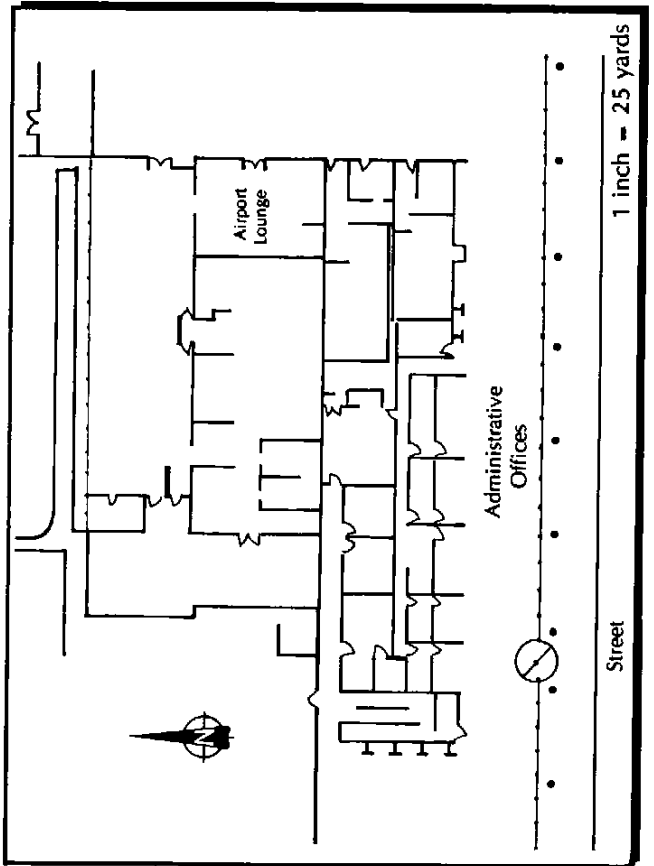 Airport
Lounge
Administrative
Offices
Street
1 inch = 25 yards
N